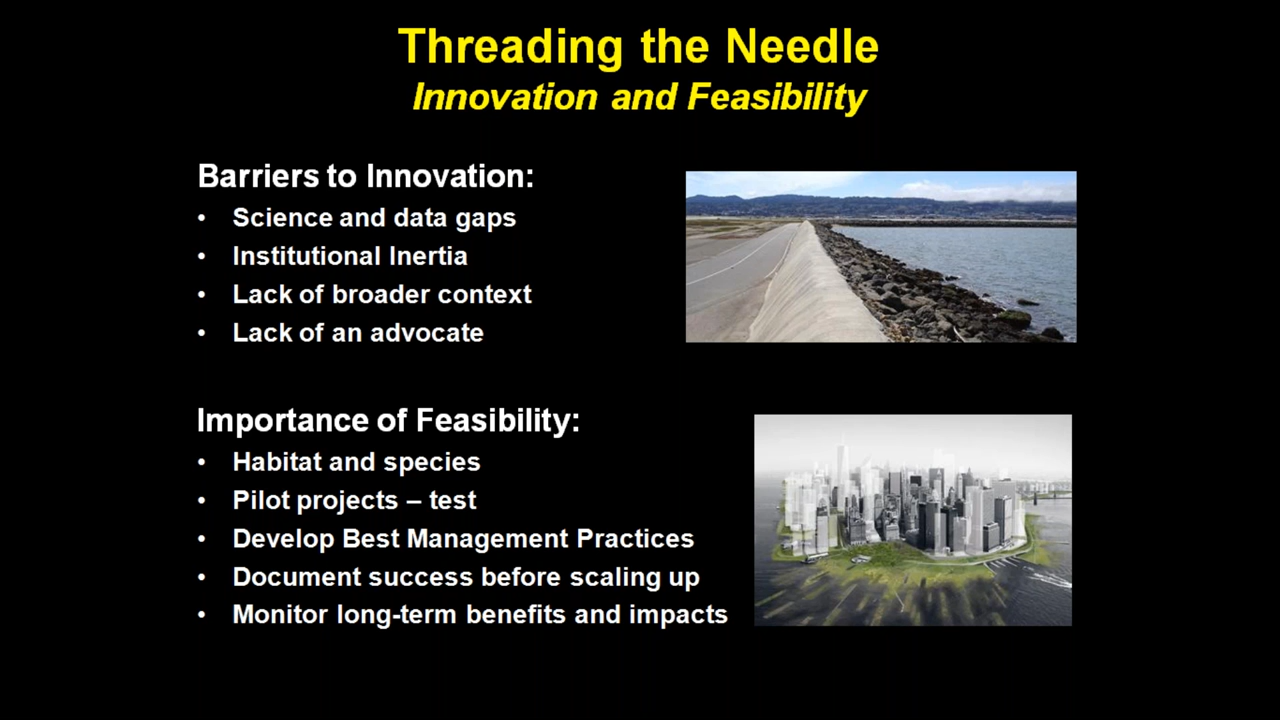 Threading the Needle
Innovation and Feasibility
Barriers to Innovation:
• Science and data gaps
• Institutional Inertia
• Lack of broader context
• Lack of an advocate
Importance of Feasibility:
• Habitat and species
• Pilot projects – test
• Develop Best Management Practices
• Document success before scaling up
• Monitor long-term benefits and impacts